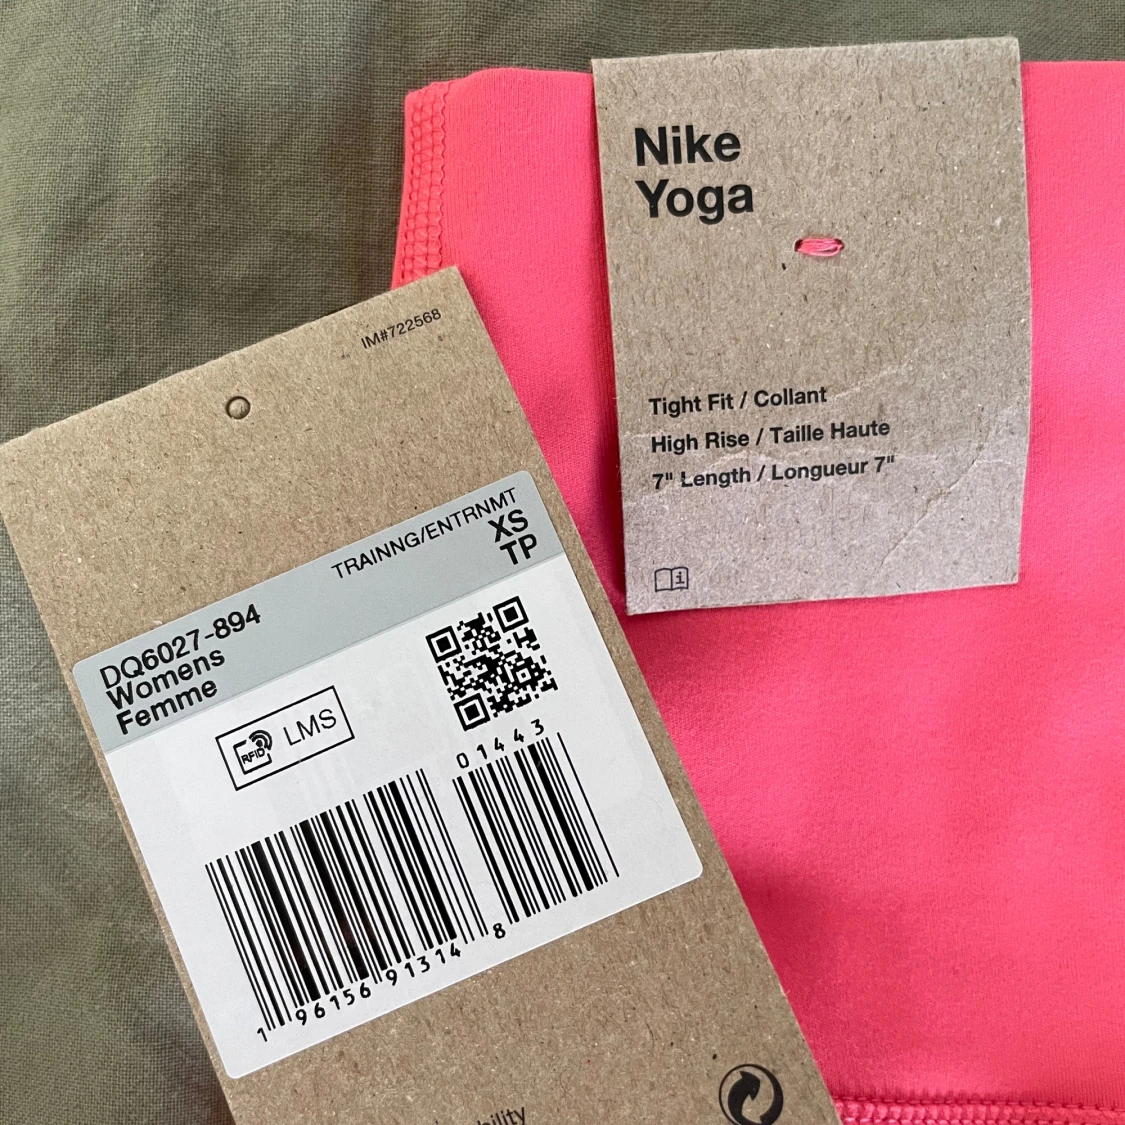 Nike
Yoga
Tight Fit / Collant
High Rise / Taille Haute
7" Length / Longueur 7"
IM#722568
TRAINNG/ENTRNMT
XS
TP
DQ6027-894
Womens
Femme
RFID LMS
01443
1 96156 91314 8